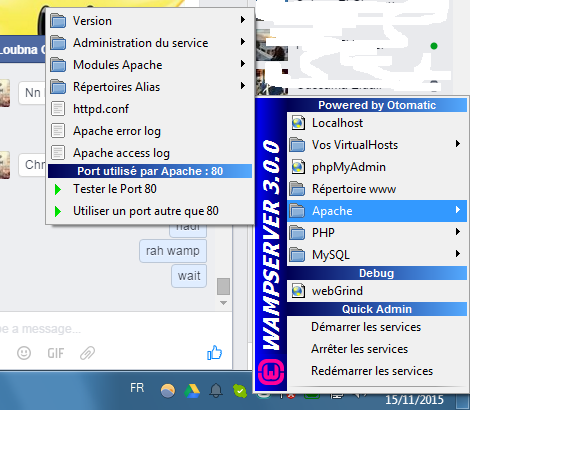 Version
Administration du service
Modules Apache
Répertoires Alias
httpd.conf
Apache error log
Apache access log
Port utilisé par Apache : 80
Tester le Port 80
Utiliser un port autre que 80
Loubna
Nn
rah wamp
wait
a message...
GIF
WAMPSERVER 3.0.0
Powered by Otomatic
Localhost
Vos VirtualHosts
phpMyAdmin
Répertoire www
Apache
PHP
MySQL
Debug
webGrind
Quick Admin
Démarrer les services
Arrêter les services
Redémarrer les services
FR
15/11/2015